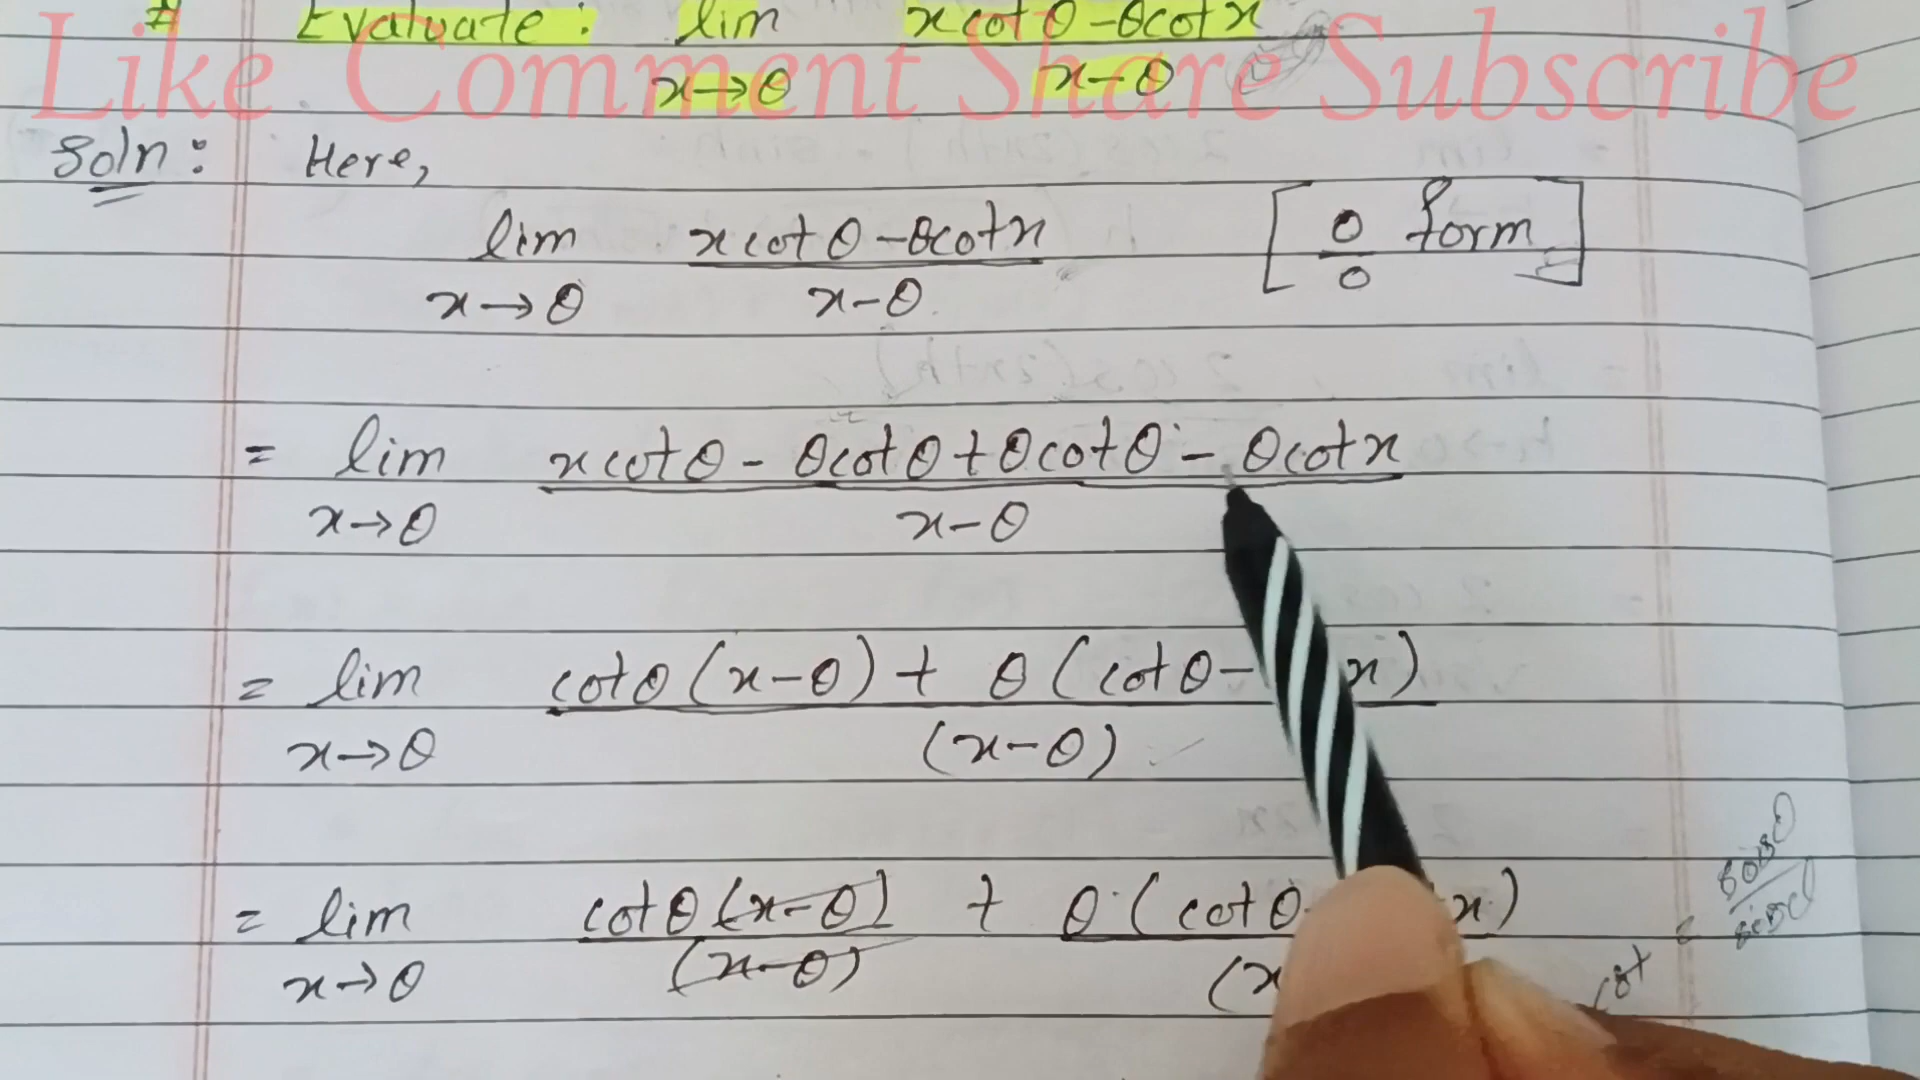 # Evaluate : lim x cot θ - θ cot x
x→θ x-θ
Like Comment Share Subscribe
Soln : Here,
lim x cot θ - θ cot x [ 0 form ]
x→θ x-θ 0
= lim x cot θ - θ cot θ + θ cot θ - θ cot x
x→θ x-θ
= lim cot θ (x-θ) + θ (cot θ - x)
x→θ (x-θ)
= lim cot θ (x-θ) + θ (cot θ x)
x→θ (x-θ) (x
cot =